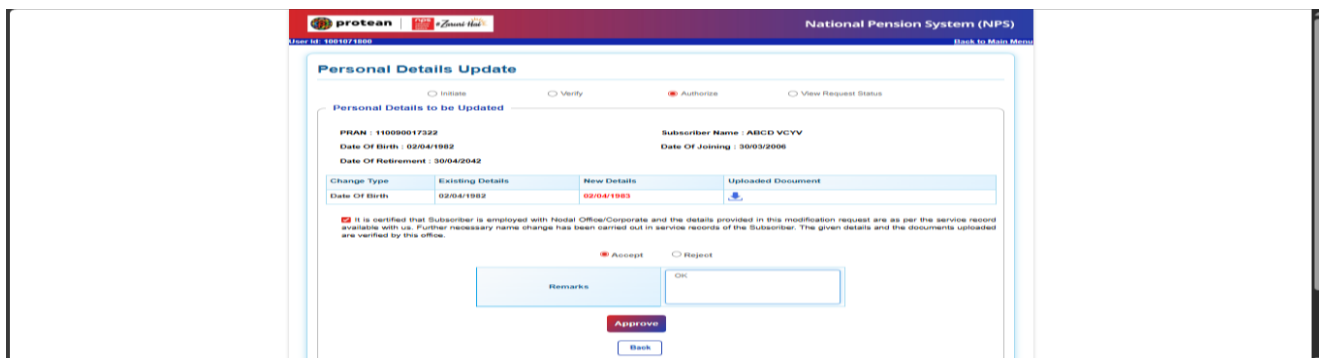 protean nps eZaruri Hai! National Pension System (NPS)
User Id: 1001071800 Back to Main Menu
Personal Details Update
Initiate Verify Authorize View Request Status
Personal Details to be Updated
PRAN : 110090017322 Subscriber Name : ABCD VCYV
Date Of Birth : 02/04/1982 Date Of Joining : 30/03/2006
Date Of Retirement : 30/04/2042
Change Type Existing Details New Details Uploaded Document
Date Of Birth 02/04/1982 02/04/1983
It is certified that Subscriber is employed with Nodal Office/Corporate and the details provided in this modification request are as per the service record
available with us. Further necessary name change has been carried out in service records of the Subscriber. The given details and the documents uploaded
are verified by this office.
Accept Reject
Remarks OK
Approve
Back